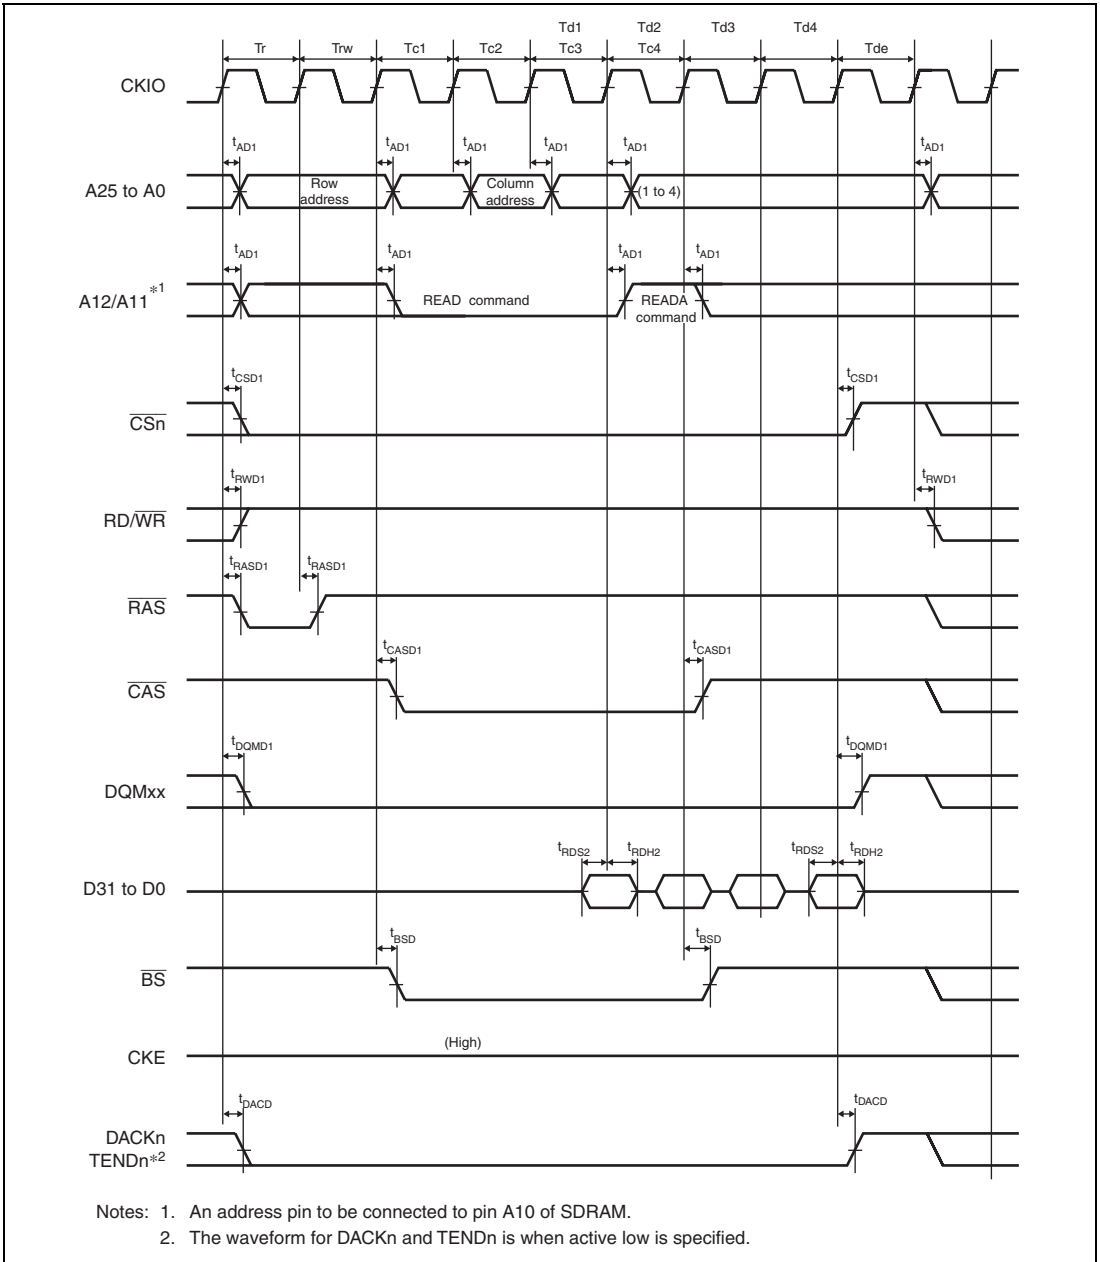 Td1 Td2 Td3 Td4
Tr Trw Tc1 Tc2 Tc3 Tc4 Tde
CKIO
tAD1 tAD1 tAD1 tAD1 tAD1 tAD1
A25 to A0
Row address
Column address
(1 to 4)
tAD1 tAD1 tAD1 tAD1
A12/A11*1
READ command
READA command
tCSD1 tCSD1
CSn
tRWD1 tRWD1
RD/WR
tRASD1 tRASD1
RAS
tCASD1 tCASD1
CAS
tDQMD1 tDQMD1
DQMxx
tRDS2 tRDH2 tRDS2 tRDH2
D31 to D0
tBSD tBSD
BS
(High)
CKE
tDACD tDACD
DACKn
TENDn*2
Notes: 1. An address pin to be connected to pin A10 of SDRAM.
2. The waveform for DACKn and TENDn is when active low is specified.